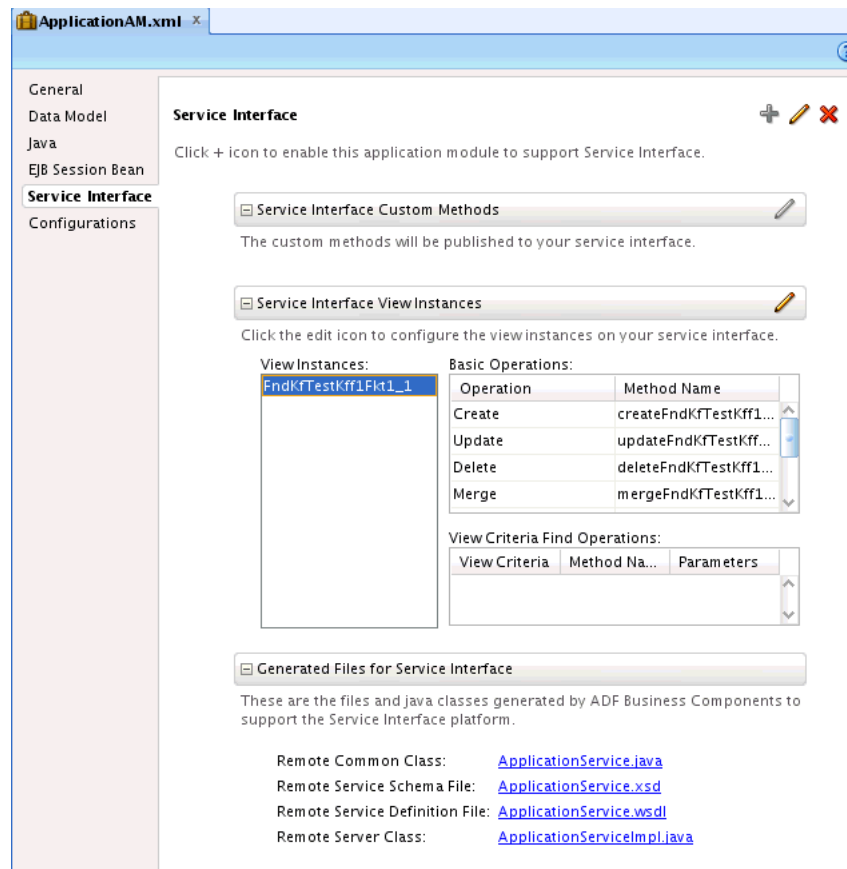 ApplicationAM.xml x
General
Data Model
Java
EJB Session Bean
Service Interface
Configurations
Service Interface
Click + icon to enable this application module to support Service Interface.
Service Interface Custom Methods
The custom methods will be published to your service interface.
Service Interface View Instances
Click the edit icon to configure the view instances on your service interface.
View Instances:
FndKfTestKff1Fkt1_1
Basic Operations:
Operation Method Name
Create createFndKfTestKff1...
Update updateFndKfTestKff...
Delete deleteFndKfTestKff1...
Merge mergeFndKfTestKff1...
View Criteria Find Operations:
View Criteria Method Na... Parameters
Generated Files for Service Interface
These are the files and java classes generated by ADF Business Components to
support the Service Interface platform.
Remote Common Class: ApplicationService.java
Remote Service Schema File: ApplicationService.xsd
Remote Service Definition File: ApplicationService.wsdl
Remote Server Class: ApplicationServiceImpl.java